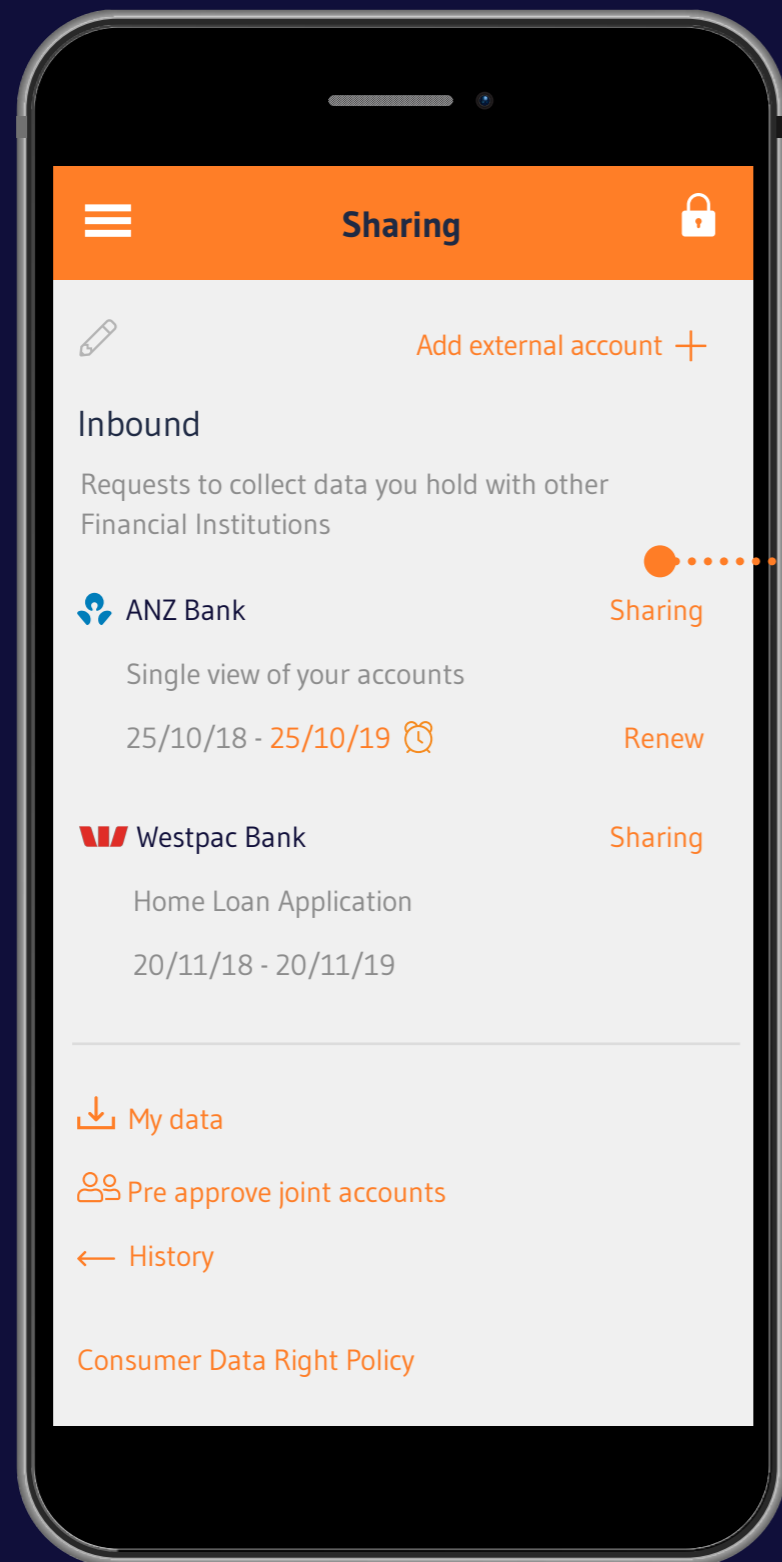 Sharing
Add external account
Inbound
Requests to collect data you hold with other
Financial Institutions
ANZ Bank Sharing
Single view of your accounts
25/10/18 - 25/10/19 Renew
Westpac Bank Sharing
Home Loan Application
20/11/18 - 20/11/19
My data
Pre approve joint accounts
History
Consumer Data Right Policy